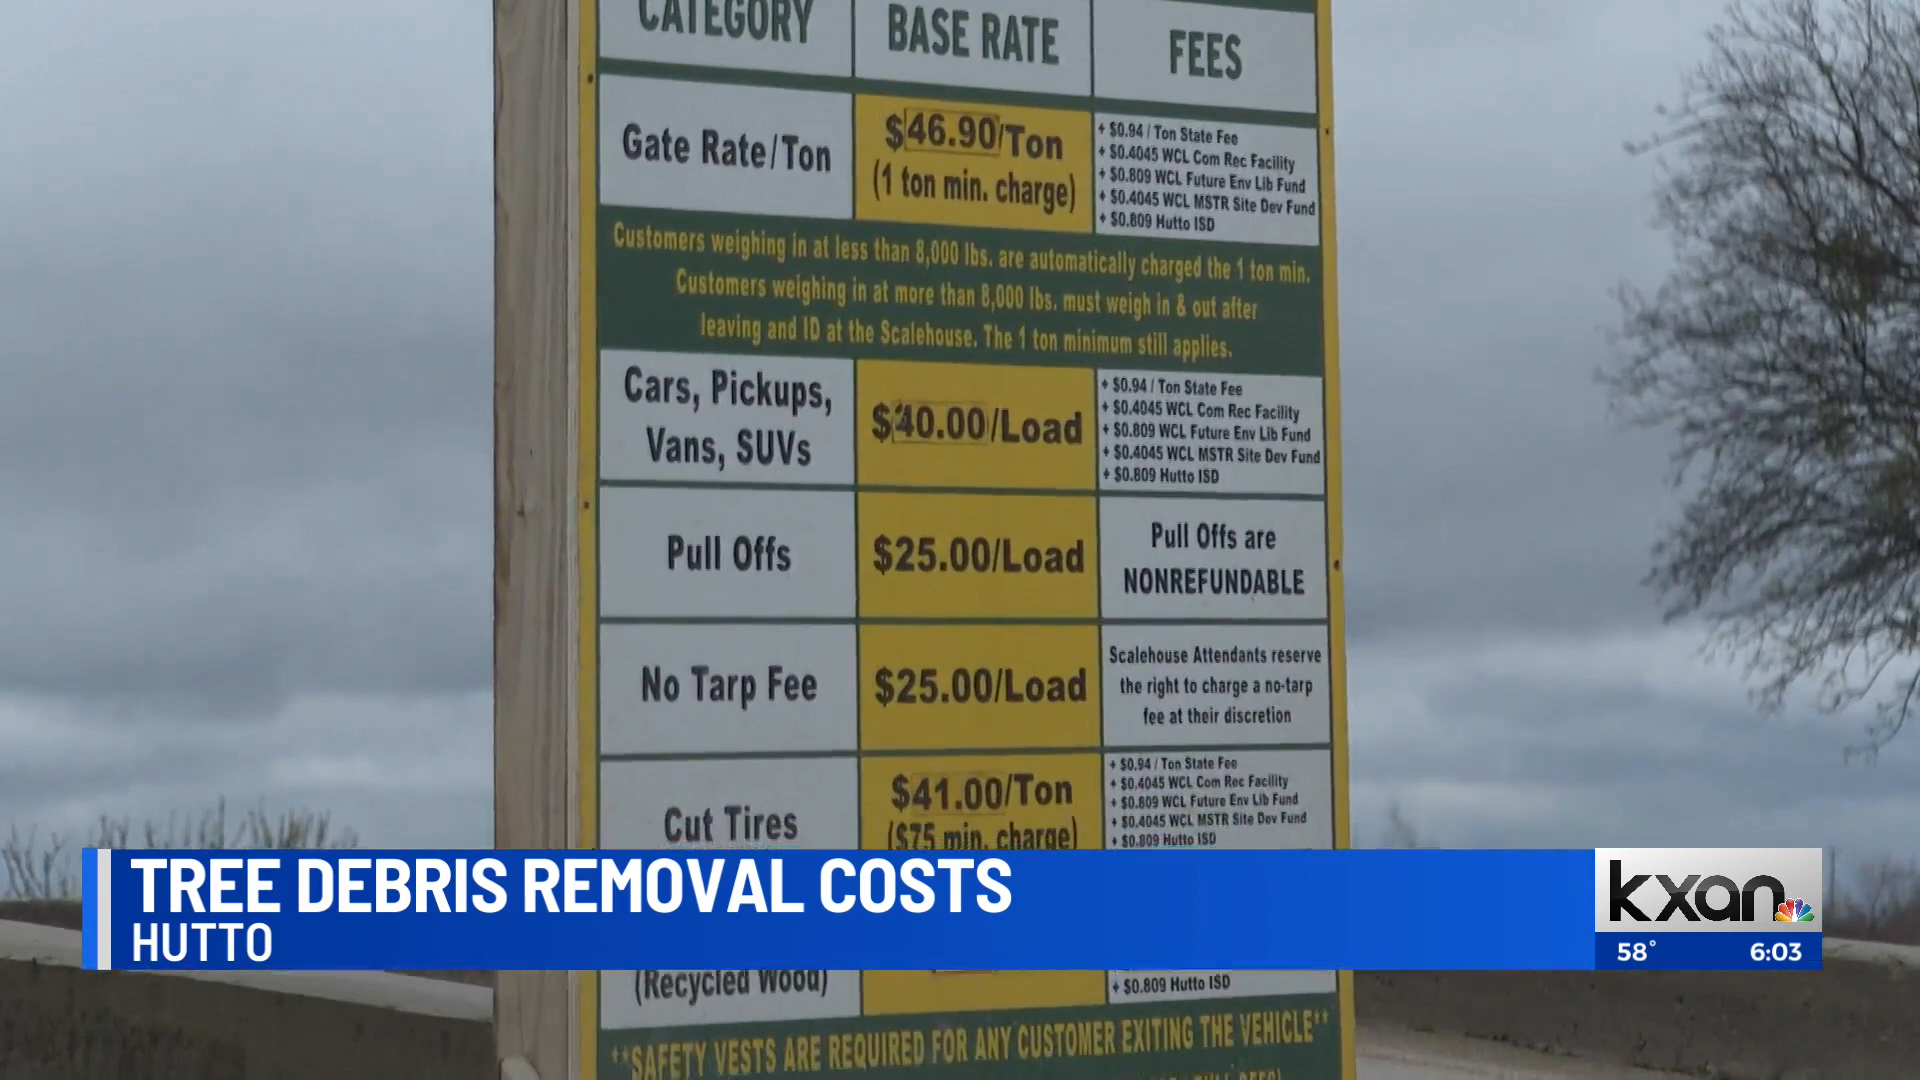 CATEGORY
BASE RATE
FEES
Gate Rate/Ton
$46.90/Ton
(1 ton min. charge)
+ $0.94 / Ton State Fee
+ $0.4045 WCL Com Rec Facility
+ $0.809 WCL Future Env Lib Fund
+ $0.4045 WCL MSTR Site Dev Fund
+ $0.809 Hutto ISD
Customers weighing in at less than 8,000 lbs. are automatically charged the 1 ton min.
Customers weighing in at more than 8,000 lbs. must weigh in & out after
leaving and ID at the Scalehouse. The 1 ton minimum still applies.
Cars, Pickups,
Vans, SUVs
$40.00/Load
+ $0.94 / Ton State Fee
+ $0.4045 WCL Com Rec Facility
+ $0.809 WCL Future Env Lib Fund
+ $0.4045 WCL MSTR Site Dev Fund
+ $0.809 Hutto ISD
Pull Offs
$25.00/Load
Pull Offs are
NONREFUNDABLE
No Tarp Fee
$25.00/Load
Scalehouse Attendants reserve
the right to charge a no-tarp
fee at their discretion
Cut Tires
$41.00/Ton
($75 min. charge)
+ $0.94 / Ton State Fee
+ $0.4045 WCL Com Rec Facility
+ $0.809 WCL Future Env Lib Fund
+ $0.4045 WCL MSTR Site Dev Fund
+ $0.809 Hutto ISD
TREE DEBRIS REMOVAL COSTS
HUTTO
kxan
58° 6:03
(Recycled Wood)
+ $0.809 Hutto ISD
**SAFETY VESTS ARE REQUIRED FOR ANY CUSTOMER EXITING THE VEHICLE**